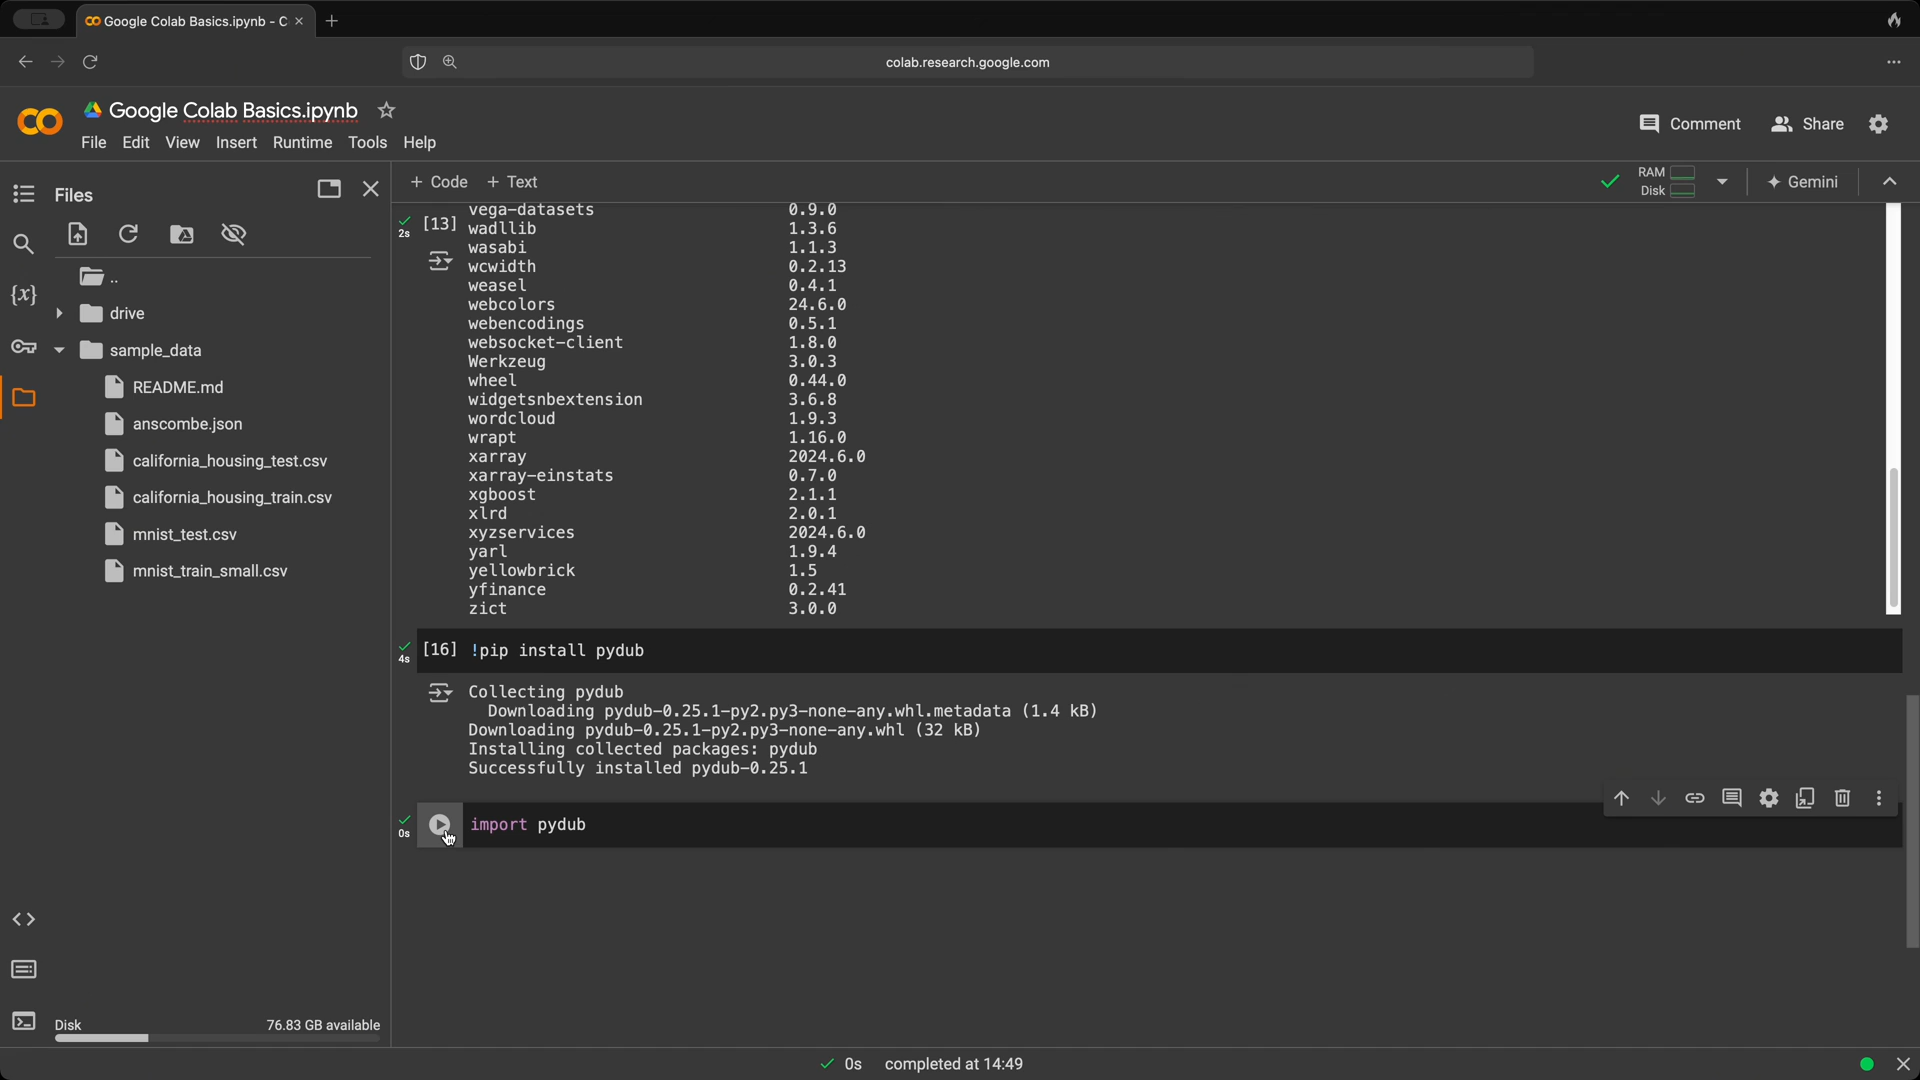 Google Colab Basics.ipynb - C
colab.research.google.com
Google Colab Basics.ipynb
File Edit View Insert Runtime Tools Help
Comment
Share
Files
+ Code + Text
RAM
Disk
Gemini
..
drive
sample_data
README.md
anscombe.json
california_housing_test.csv
california_housing_train.csv
mnist_test.csv
mnist_train_small.csv
{x}
Disk 76.83 GB available
2s
[13]
vega-datasets 0.9.0
wadllib 1.3.6
wasabi 1.1.3
wcwidth 0.2.13
weasel 0.4.1
webcolors 24.6.0
webencodings 0.5.1
websocket-client 1.8.0
Werkzeug 3.0.3
wheel 0.44.0
widgetsnbextension 3.6.8
wordcloud 1.9.3
wrapt 1.16.0
xarray 2024.6.0
xarray-einstats 0.7.0
xgboost 2.1.1
xlrd 2.0.1
xyzservices 2024.6.0
yarl 1.9.4
yellowbrick 1.5
yfinance 0.2.41
zict 3.0.0
4s
[16] !pip install pydub
Collecting pydub
Downloading pydub-0.25.1-py2.py3-none-any.whl.metadata (1.4 kB)
Downloading pydub-0.25.1-py2.py3-none-any.whl (32 kB)
Installing collected packages: pydub
Successfully installed pydub-0.25.1
0s
import pydub
0s completed at 14:49